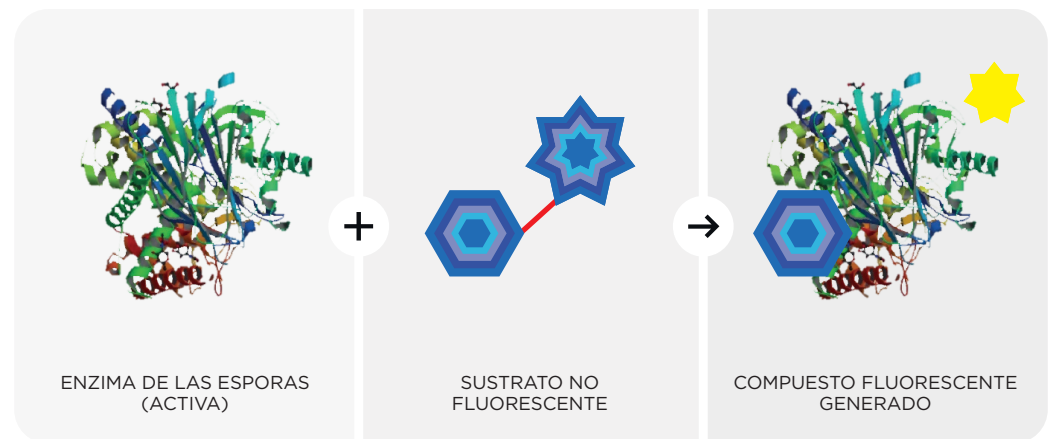 +
→
ENZIMA DE LAS ESPORAS
(ACTIVA)
SUSTRATO NO
FLUORESCENTE
COMPUESTO FLUORESCENTE
GENERADO